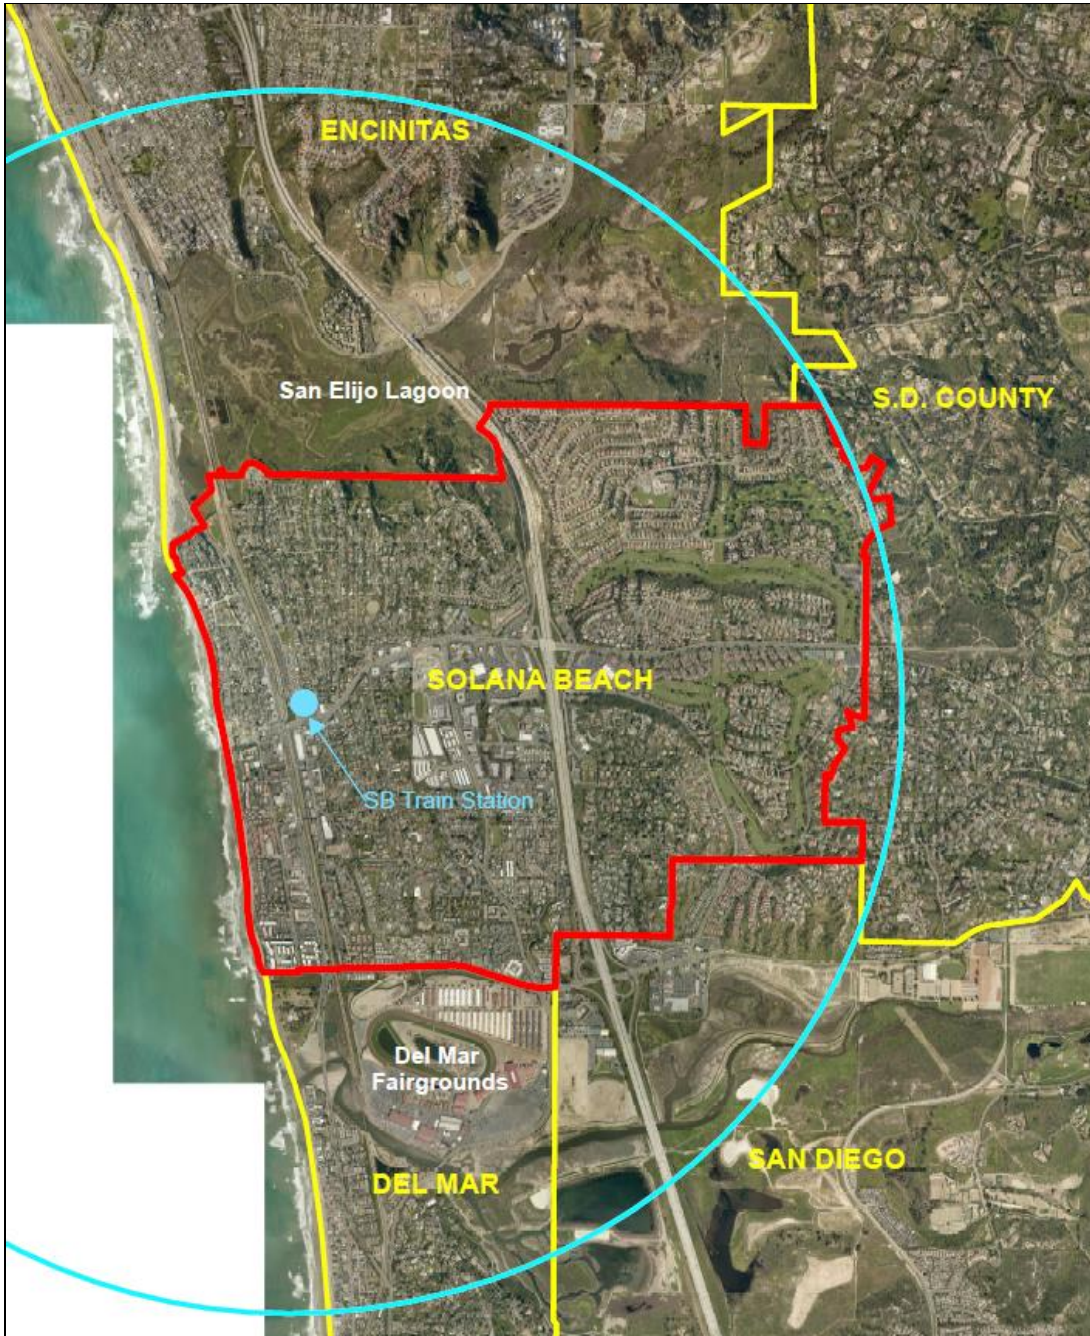 ENCINITAS
San Elijo Lagoon
S.D. COUNTY
SOLANA BEACH
SB Train Station
Del Mar
Fairgrounds
DEL MAR
SAN DIEGO